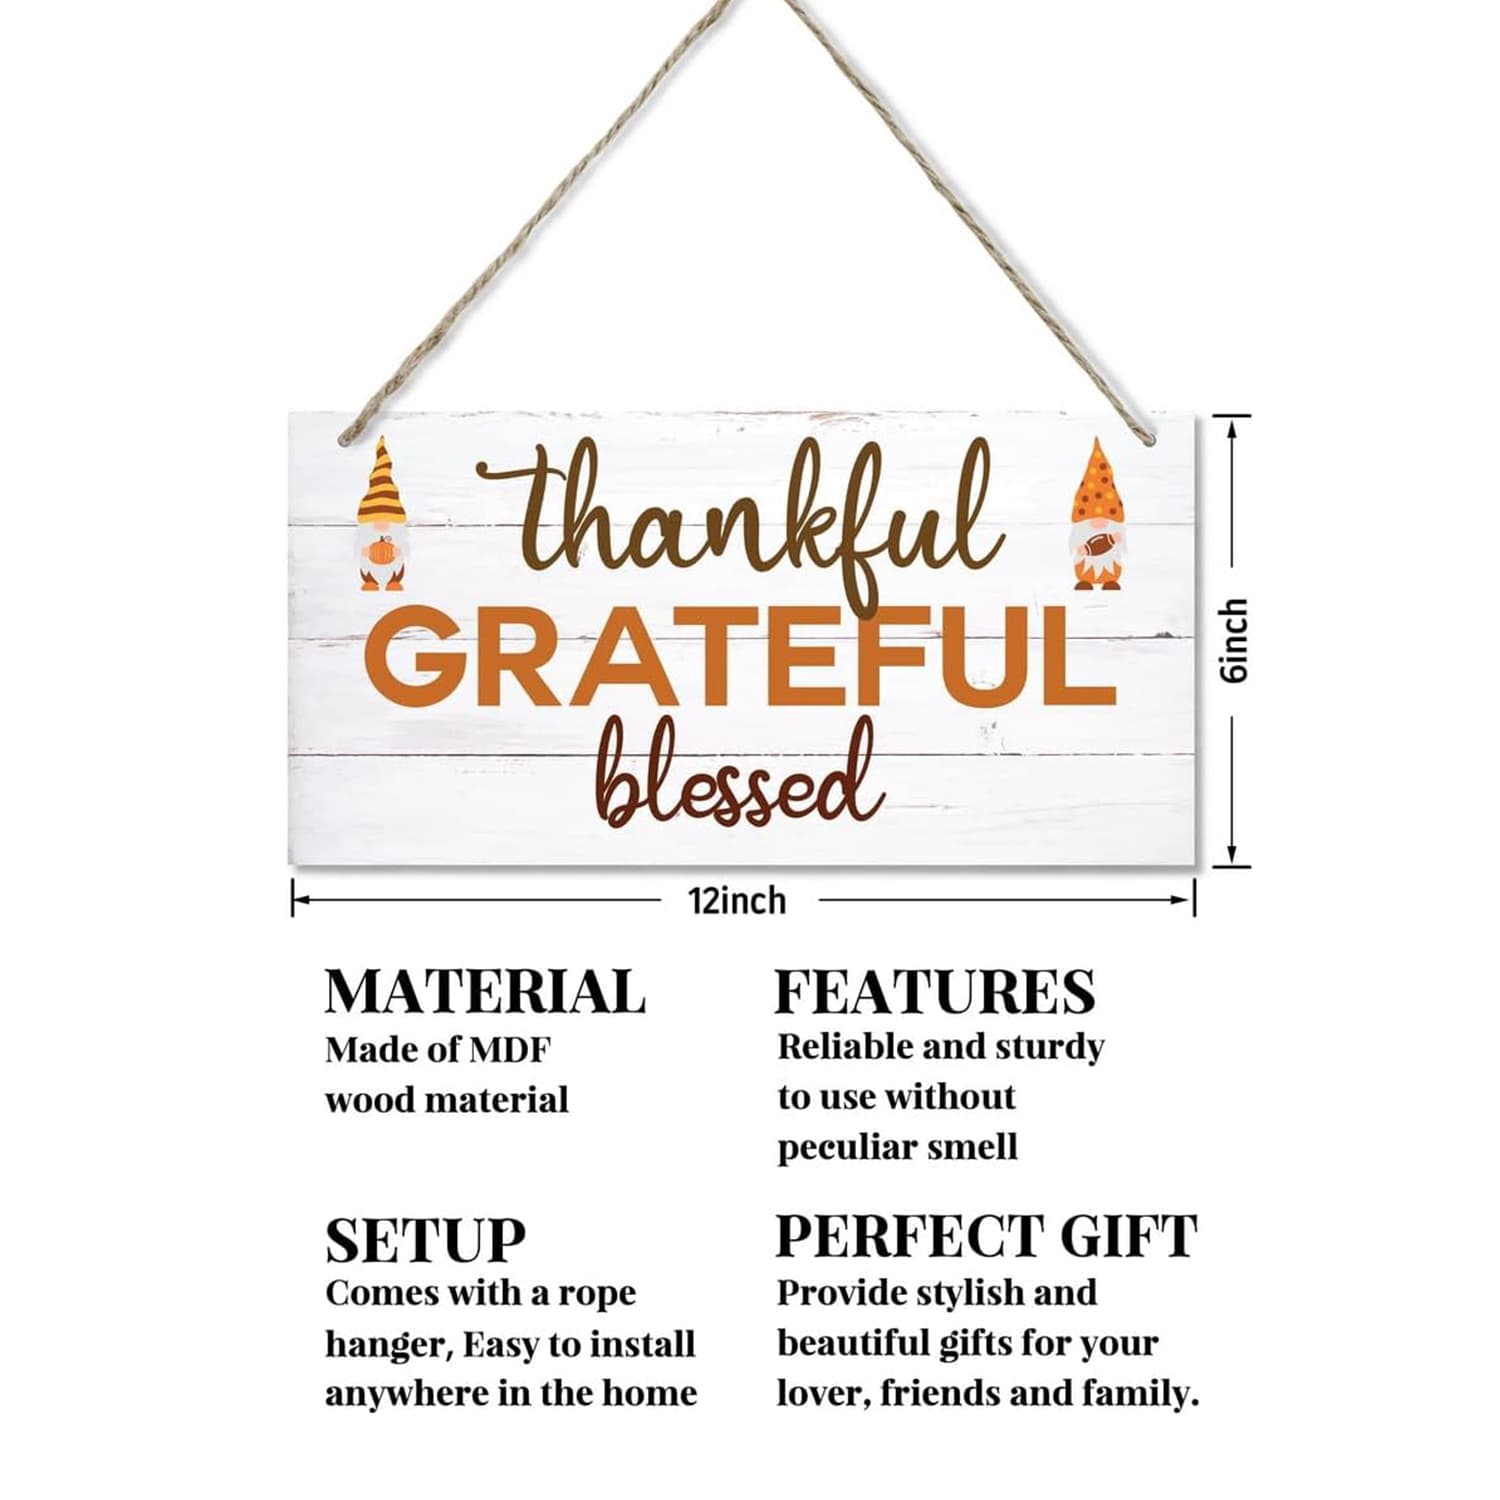 thankful
GRATEFUL
blessed
6inch
12inch
MATERIAL
Made of MDF
wood material
FEATURES
Reliable and sturdy
to use without
peculiar smell
SETUP
Comes with a rope
hanger, Easy to install
anywhere in the home
PERFECT GIFT
Provide stylish and
beautiful gifts for your
lover, friends and family.